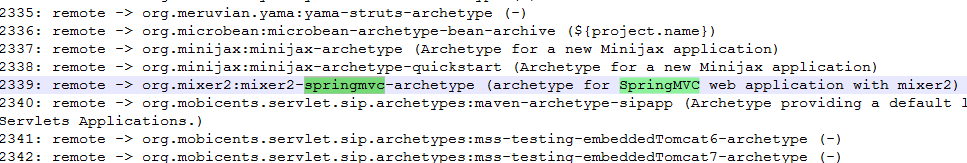 2335: remote -> org.meruvian.yama:yama-struts-archetype (-)
2336: remote -> org.microbean:microbean-archetype-bean-archive (${project.name})
2337: remote -> org.minijax:minijax-archetype (Archetype for a new Minijax application)
2338: remote -> org.minijax:minijax-archetype-quickstart (Archetype for a new Minijax application)
2339: remote -> org.mixer2:mixer2-springmvc-archetype (archetype for SpringMVC web application with mixer2)
2340: remote -> org.mobicents.servlet.sip.archetypes:maven-archetype-sipapp (Archetype providing a default l
Servlets Applications.)
2341: remote -> org.mobicents.servlet.sip.archetypes:mss-testing-embeddedTomcat6-archetype (-)
2342: remote -> org.mobicents.servlet.sip.archetypes:mss-testing-embeddedTomcat7-archetype (-)